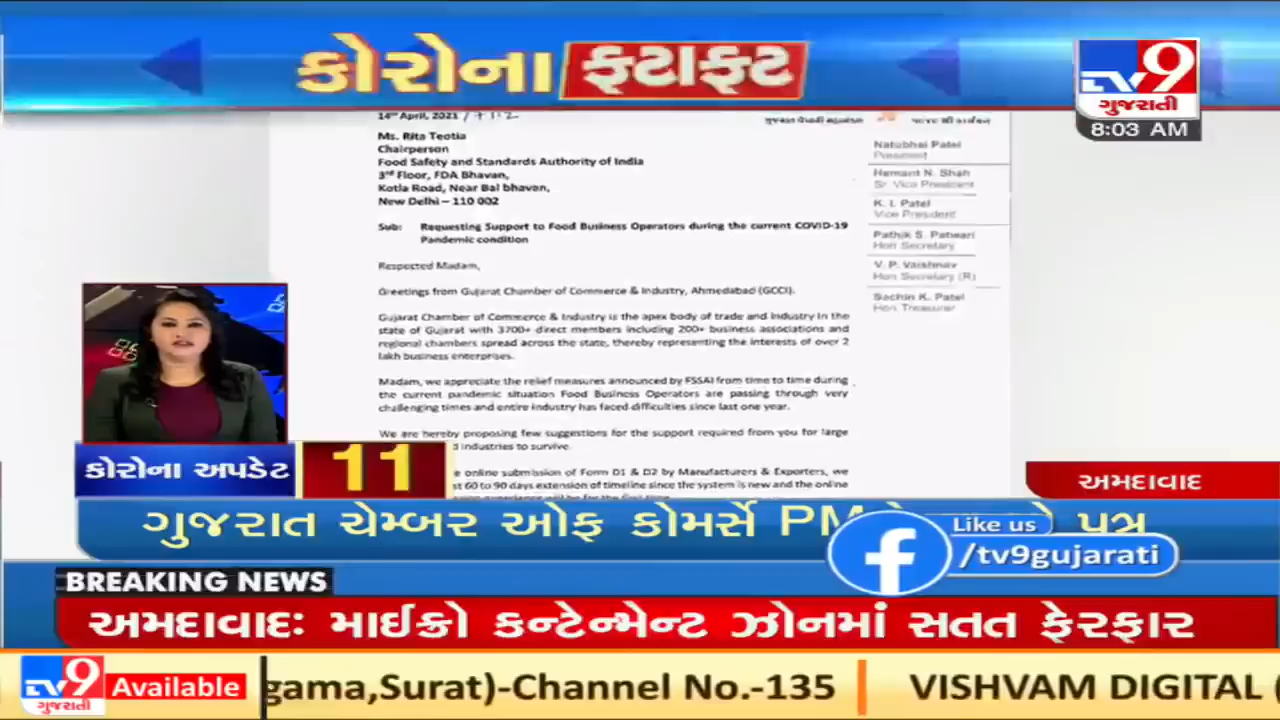 કોરોના ફટાફટ
TV9
ગુજરાતી
8:03 AM
14th April, 2021
Ms. Rita Teotia
Chairperson
Food Safety and Standards Authority of India
3rd Floor, FDA Bhavan,
Kotla Road, Near Bal bhavan,
New Delhi – 110 002
Sub: Requesting Support to Food Business Operators during the current COVID-19
Pandemic condition
Respected Madam,
Greetings from Gujarat Chamber of Commerce & Industry, Ahmedabad (GCCI).
Gujarat Chamber of Commerce & Industry is the apex body of trade and industry in the
state of Gujarat with 3700+ direct members including 200+ business associations and
regional chambers spread across the state, thereby representing the interests of over 2
lakh business enterprises.
Madam, we appreciate the relief measures announced by FSSAI from time to time during
the current pandemic situation Food Business Operators are passing through very
challenging times and entire industry has faced difficulties since last one year.
We are hereby proposing few suggestions for the support required from you for large
industries to survive.
online submission of Form D1 & D2 by Manufacturers & Exporters, we
60 to 90 days extension of timeline since the system is new and the online
Natubhai Patel
President
Hemant N. Shah
Sr. Vice President
K. I. Patel
Vice President
Pathik S. Patwari
Hon Secretary
V. P. Vaishnav
Hon Secretary (R)
Sachin K. Patel
Hon Treasurer
કોરોના અપડેટ 11
અમદાવાદ
ગુજરાત ચેમ્બર ઓફ કોમર્સે PM પત્ર
Like us
/tv9gujarati
BREAKING NEWS
અમદાવાદઃ માઈક્રો કન્ટેન્મેન્ટ ઝોનમાં સતત ફેરફાર
TV9
ગુજરાતી
Available
gama,Surat)-Channel No.-135
VISHVAM DIGITAL (